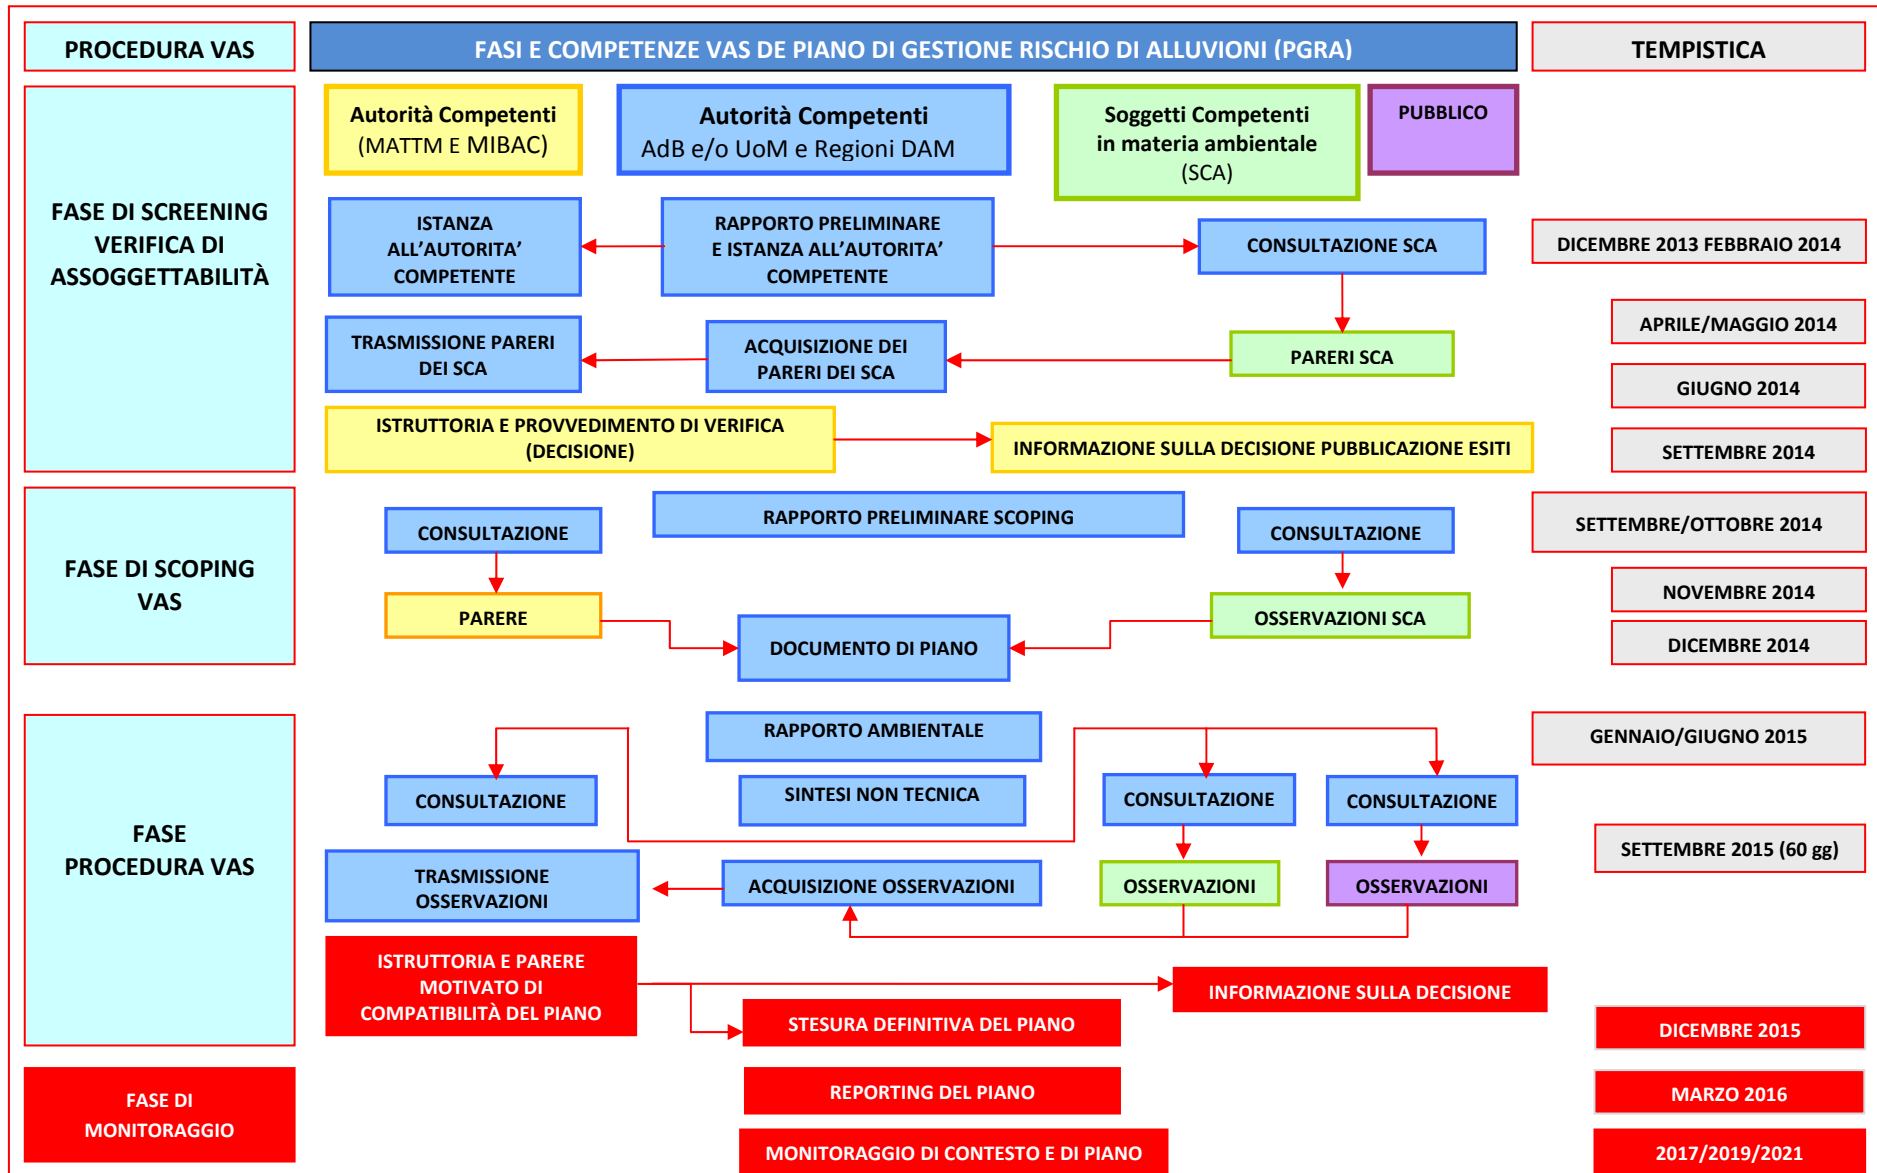 PROCEDURA VAS
FASI E COMPETENZE VAS DE PIANO DI GESTIONE RISCHIO DI ALLUVIONI (PGRA)
TEMPISTICA
Autorità Competenti
(MATTM E MIBAC)
Autorità Competenti
AdB e/o UoM e Regioni DAM
Soggetti Competenti
in materia ambientale
(SCA)
PUBBLICO
FASE DI SCREENING
VERIFICA DI
ASSOGGETTABILITÀ
ISTANZA
ALL’AUTORITA’
COMPETENTE
RAPPORTO PRELIMINARE
E ISTANZA ALL’AUTORITA’
COMPETENTE
CONSULTAZIONE SCA
DICEMBRE 2013 FEBBRAIO 2014
APRILE/MAGGIO 2014
TRASMISSIONE PARERI
DEI SCA
ACQUISIZIONE DEI
PARERI DEI SCA
PARERI SCA
GIUGNO 2014
ISTRUTTORIA E PROVVEDIMENTO DI VERIFICA
(DECISIONE)
INFORMAZIONE SULLA DECISIONE PUBBLICAZIONE ESITI
SETTEMBRE 2014
FASE DI SCOPING
VAS
CONSULTAZIONE
RAPPORTO PRELIMINARE SCOPING
CONSULTAZIONE
SETTEMBRE/OTTOBRE 2014
NOVEMBRE 2014
PARERE
DOCUMENTO DI PIANO
OSSERVAZIONI SCA
DICEMBRE 2014
FASE
PROCEDURA VAS
RAPPORTO AMBIENTALE
GENNAIO/GIUGNO 2015
CONSULTAZIONE
SINTESI NON TECNICA
CONSULTAZIONE
CONSULTAZIONE
SETTEMBRE 2015 (60 gg)
TRASMISSIONE
OSSERVAZIONI
ACQUISIZIONE OSSERVAZIONI
OSSERVAZIONI
OSSERVAZIONI
ISTRUTTORIA E PARERE
MOTIVATO DI
COMPATIBILITÀ DEL PIANO
INFORMAZIONE SULLA DECISIONE
STESURA DEFINITIVA DEL PIANO
DICEMBRE 2015
FASE DI
MONITORAGGIO
REPORTING DEL PIANO
MARZO 2016
MONITORAGGIO DI CONTESTO E DI PIANO
2017/2019/2021